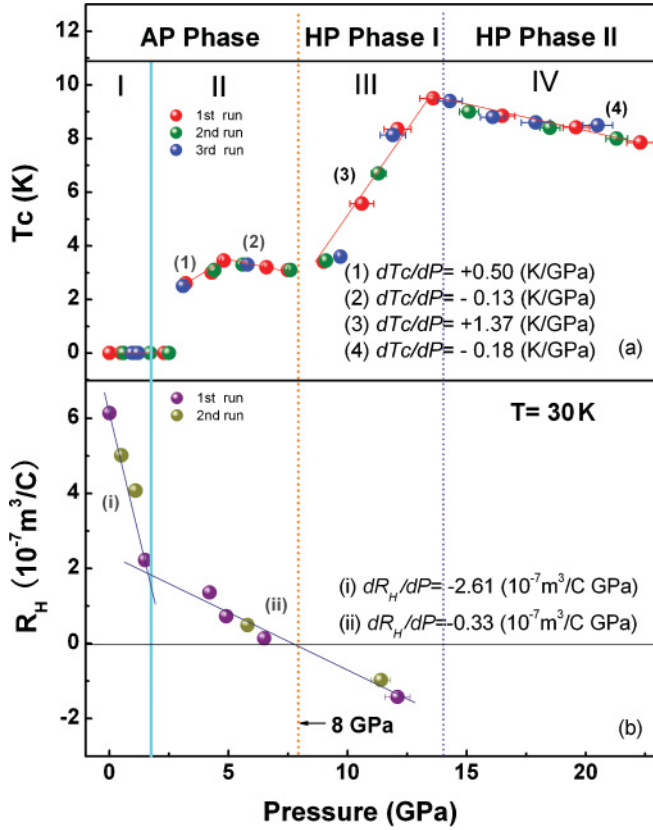 (a)
AP Phase
HP Phase I
HP Phase II
12
10
8
6
4
2
0
Tc (K)
I
II
III
IV
1st run
2nd run
3rd run
(1)
(2)
(3)
(4)
(1) dTc/dP= +0.50 (K/GPa)
(2) dTc/dP= - 0.13 (K/GPa)
(3) dTc/dP= +1.37 (K/GPa)
(4) dTc/dP= - 0.18 (K/GPa)
(a)
1st run
2nd run
T= 30 K
6
4
2
0
-2
R_H (10⁻⁷m³/C)
(i)
(ii)
(i) dR_H/dP=-2.61 (10⁻⁷m³/C GPa)
(ii) dR_H/dP=-0.33 (10⁻⁷m³/C GPa)
8 GPa
(b)
0
5
10
15
20
Pressure (GPa)